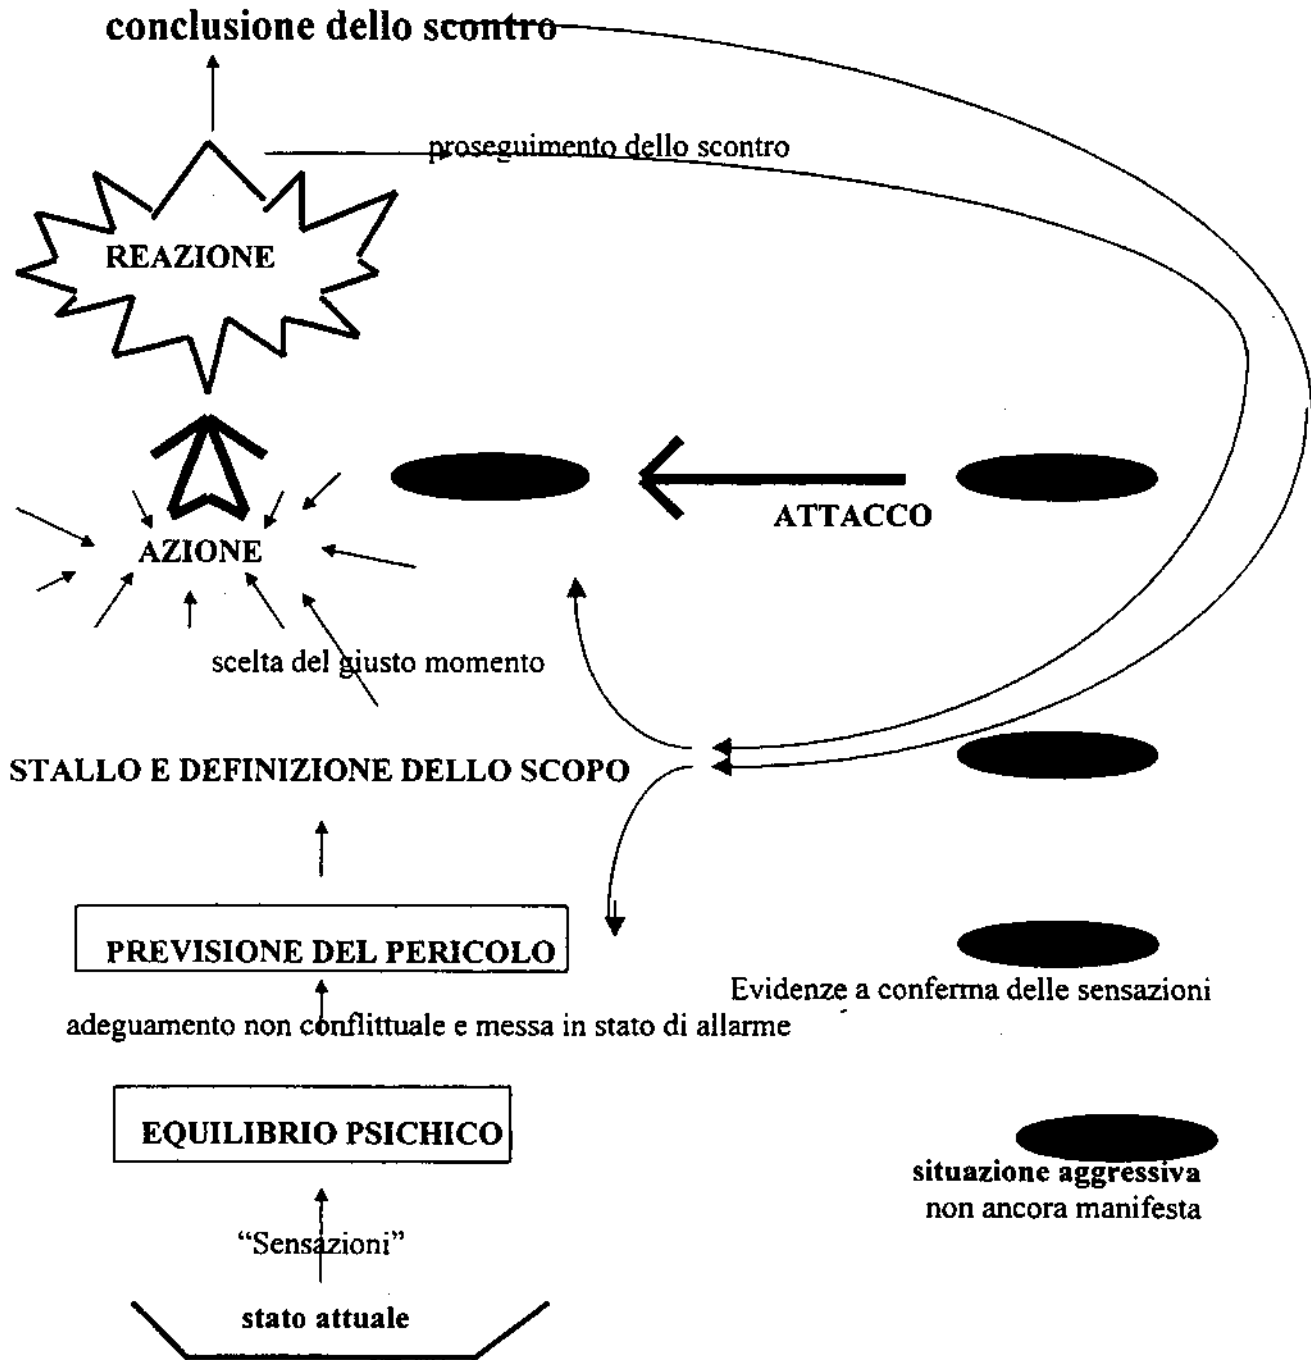 conclusione dello scontro
proseguimento dello scontro
REAZIONE
ATTACCO
AZIONE
scelta del giusto momento
STALLO E DEFINIZIONE DELLO SCOPO
PREVISIONE DEL PERICOLO
Evidenze a conferma delle sensazioni
adeguamento non conflittuale e messa in stato di allarme
EQUILIBRIO PSICHICO
situazione aggressiva
non ancora manifesta
“Sensazioni”
stato attuale